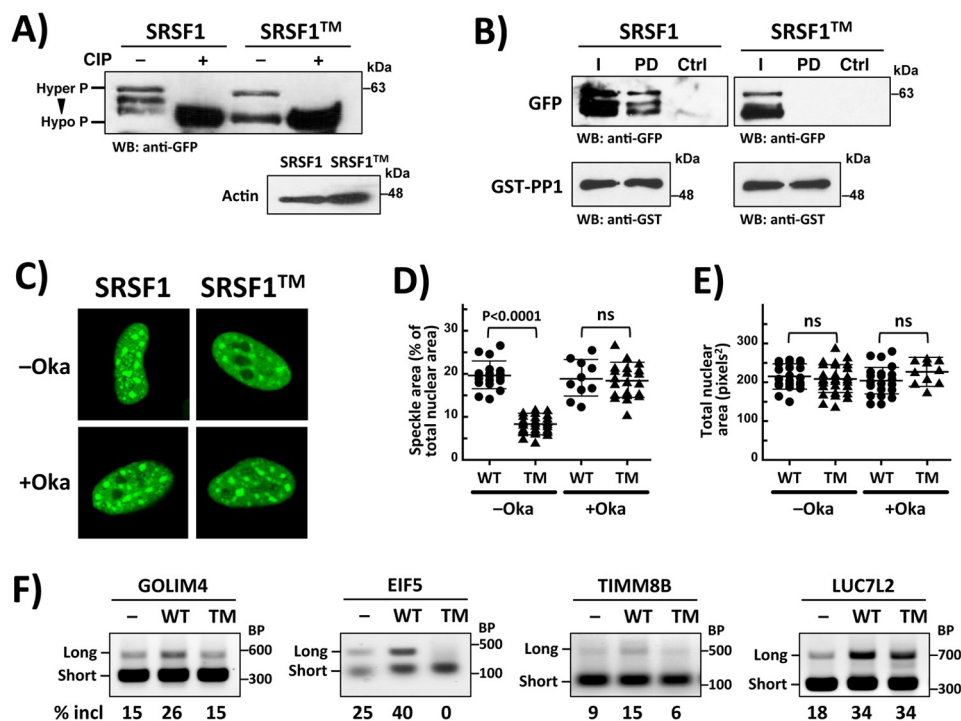 A)
SRSF1 SRSF1TM
CIP – + – +
kDa
Hyper P
–63
Hypo P
WB: anti-GFP
SRSF1 SRSF1TM
kDa
Actin
–48
B)
SRSF1 SRSF1TM
I PD Ctrl I PD Ctrl
kDa
GFP
–63
WB: anti-GFP WB: anti-GFP
kDa kDa
GST-PP1
–48 –48
WB: anti-GST WB: anti-GST
C)
SRSF1 SRSF1TM
–Oka
+Oka
D)
P<0.0001 ns
Speckle area (% of
total nuclear area)
30
20
10
0
WT TM WT TM
–Oka +Oka
E)
ns ns
Total nuclear
area (pixels-2)
300
200
100
0
WT TM WT TM
–Oka +Oka
F)
GOLIM4
– WT TM
BP
Long –600
Short –300
% incl 15 26 15
EIF5
– WT TM
BP
Long –500
Short –100
25 40 0
TIMM8B
– WT TM
BP
Long –500
Short –100
9 15 6
LUC7L2
– WT TM
BP
Long –700
Short –300
18 34 34